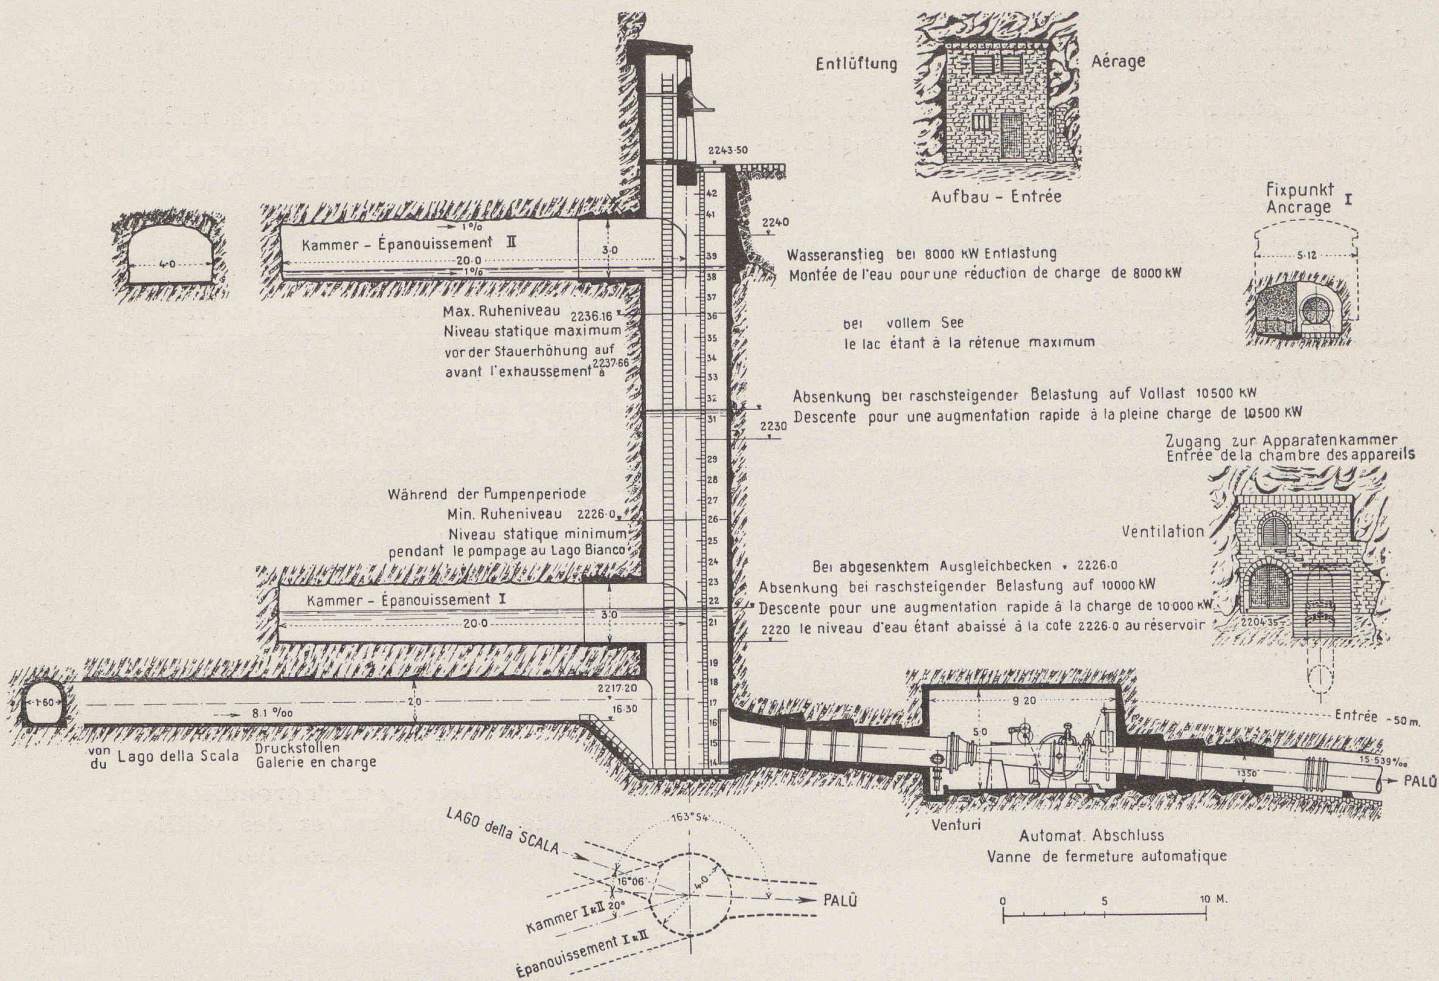 Entlüftung
Aérage
Aufbau - Entrée
2243·50
42
41
2240
39
38
37
36
35
34
33
32
31
2230
29
28
27
26
25
24
23
22
21
2220
19
18
17
16
15
14
4·0
1%
Kammer - Épanouissement II
20·0
1%
3·0
Fixpunkt I
Ancrage
5·12
Wasseranstieg bei 8000 kW Entlastung
Montée de l'eau pour une réduction de charge de 8000 kW
bei vollem See
le lac étant à la rétenue maximum
Max. Ruheniveau 2236.16
Niveau statique maximum
vor der Stauerhöhung auf
avant l'exhaussement à 2237·66
Absenkung bei raschsteigender Belastung auf Vollast 10500 kW
Descente pour une augmentation rapide à la pleine charge de 10500 kW
Zugang zur Apparatenkammer
Entrée de la chambre des appareils
Ventilation
2204·35
Während der Pumpenperiode
Min. Ruheniveau 2226·0
Niveau statique minimum
pendant le pompage au Lago Bianco
Bei abgesenktem Ausgleichbecken · 2226·0
Absenkung bei raschsteigender Belastung auf 10000 kW
Descente pour une augmentation rapide à la charge de 10·000 kW
le niveau d'eau étant abaissé à la cote 2226·0 au réservoir
Kammer - Épanouissement I
20·0
3·0
1·60
2·0
8.1 ‰
2217·20
16·30
von
du Lago della Scala
Druckstollen
Galerie en charge
9·20
5·0
Entrée ~50 m.
1350
15·539 ‰
PALÜ
Venturi
Automat. Abschluss
Vanne de fermeture automatique
LAGO della SCALA
163°54'
16°06'
20°
4·0
PALÜ
Kammer I u II
Épanouissement I u II
0 5 10 M.